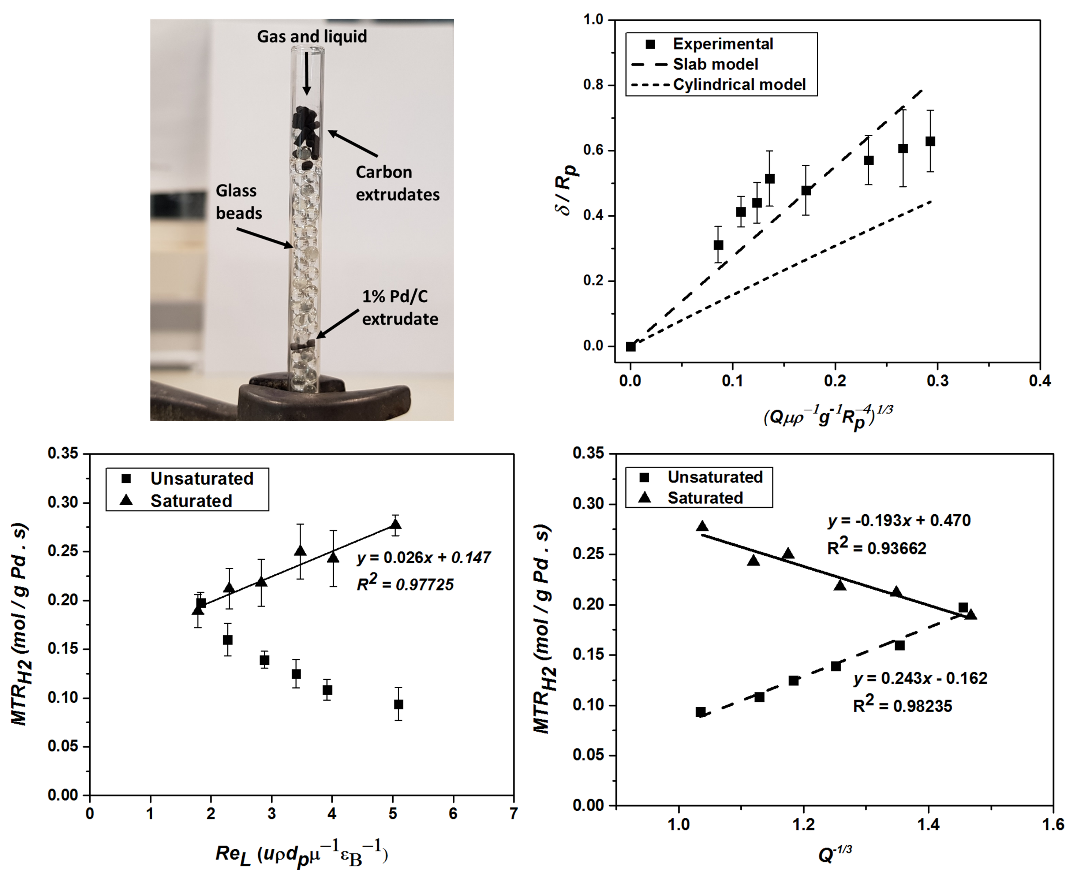 Gas and liquid
Carbon
extrudates
Glass
beads
1% Pd/C
extrudate
1.0
0.8
0.6
0.4
0.2
0.0
δ / Rp
Experimental
Slab model
Cylindrical model
0.0 0.1 0.2 0.3 0.4
(Qμρ⁻¹g⁻¹Rp⁻⁴)^1/3
0.35
0.30
0.25
0.20
0.15
0.10
0.05
0.00
MTRH2 (mol / g Pd . s)
Unsaturated
Saturated
y = 0.026x + 0.147
R² = 0.97725
0 1 2 3 4 5 6 7
ReL (uρdpμ⁻¹εB⁻¹)
0.35
0.30
0.25
0.20
0.15
0.10
0.05
0.00
MTRH2 (mol / g Pd . s)
Unsaturated
Saturated
y = -0.193x + 0.470
R² = 0.93662
y = 0.243x - 0.162
R² = 0.98235
1.0 1.2 1.4 1.6
Q^-1/3